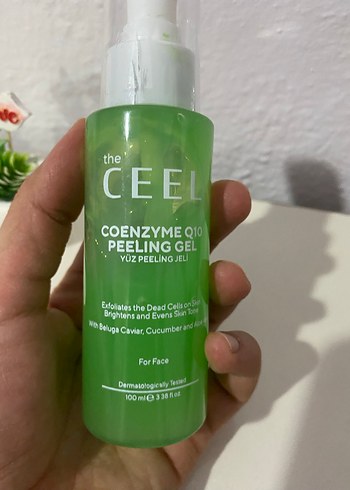 the
CEEL
COENZYME Q10
PEELING GEL
YÜZ PEELİNG JELİ
Exfoliates the Dead Cells on
Brightens and Evens Skin Tone
With Beluga Caviar, Cucumber and
For Face
Dermatologically Tested
100 ml ℮ 3.38 fl oz